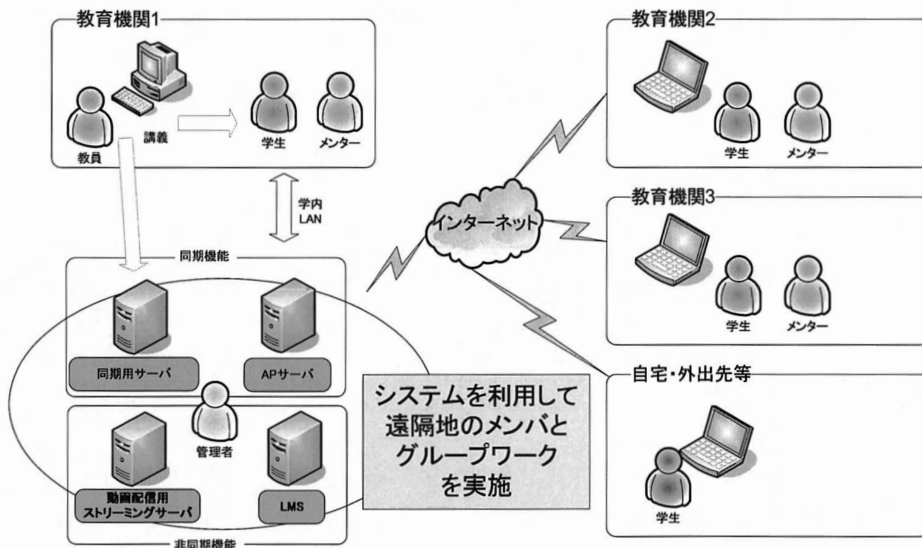 教育機関1
教員
講義
学生
メンター
学内
LAN
同期機能
同期用サーバ
APサーバ
管理者
動画配信用
ストリーミングサーバ
LMS
非同期機能
インターネット
システムを利用して
遠隔地のメンバと
グループワーク
を実施
教育機関2
学生
メンター
教育機関3
学生
メンター
自宅・外出先等
学生